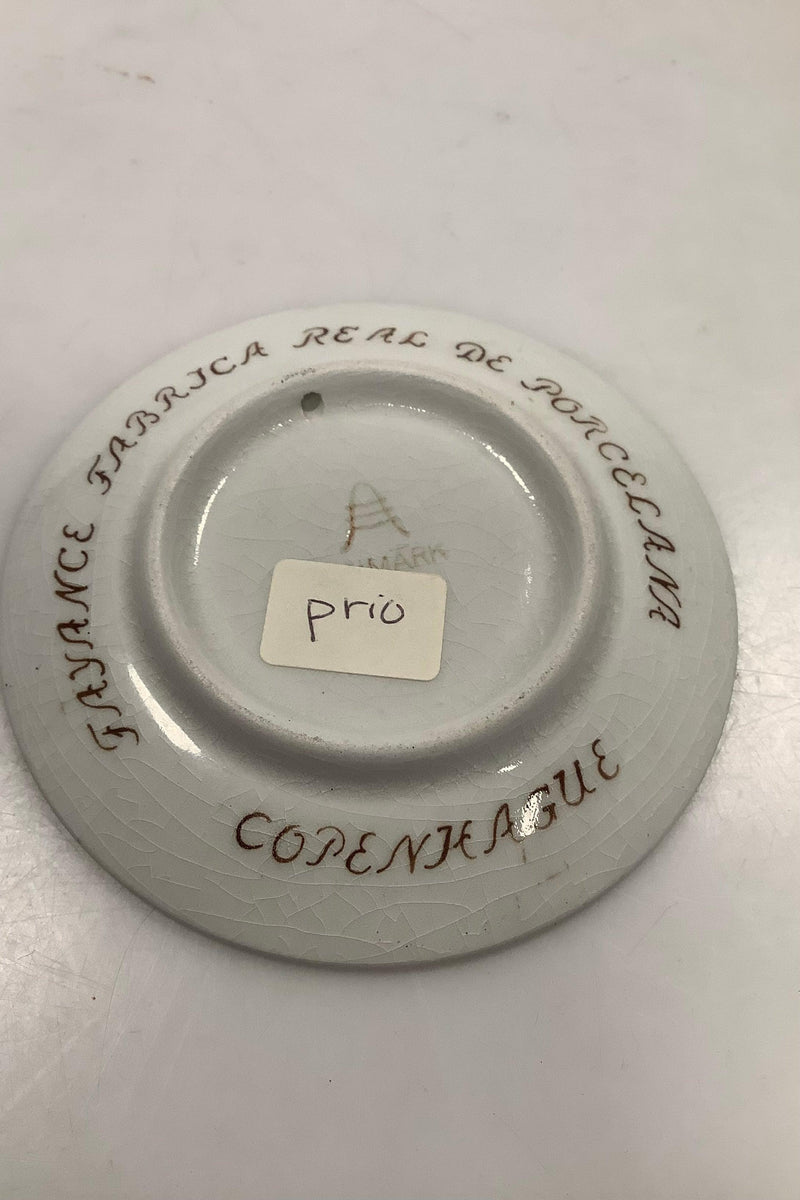 FAYANCE FABRICA REAL DE PORCELANA
COPENHAGUE
prio